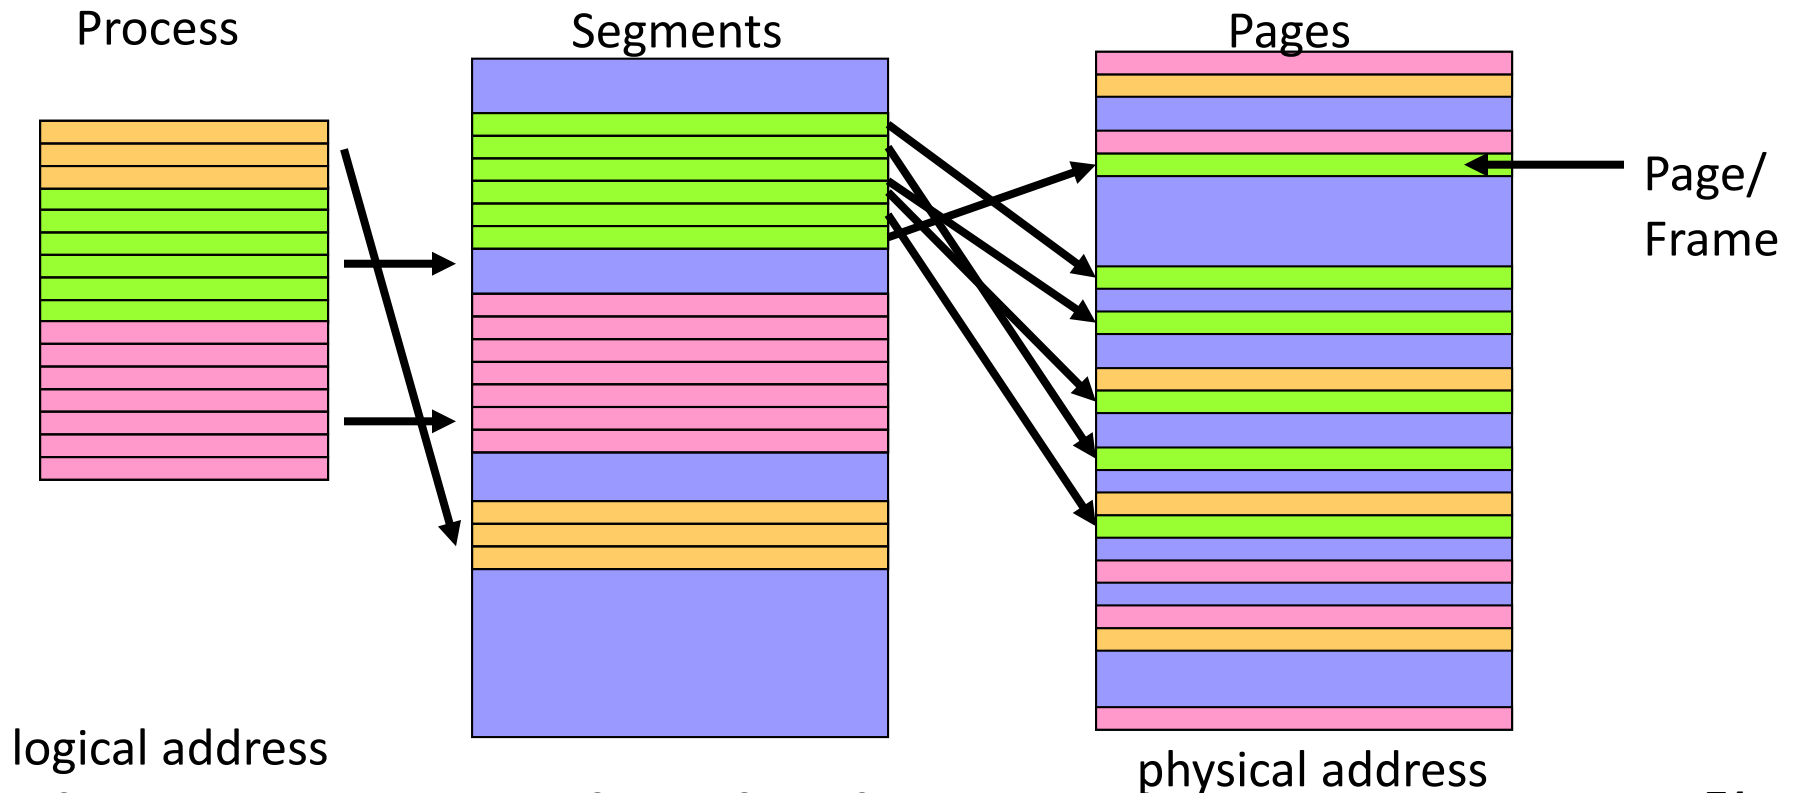 Process
Segments
Pages
Page/
Frame
logical address
physical address